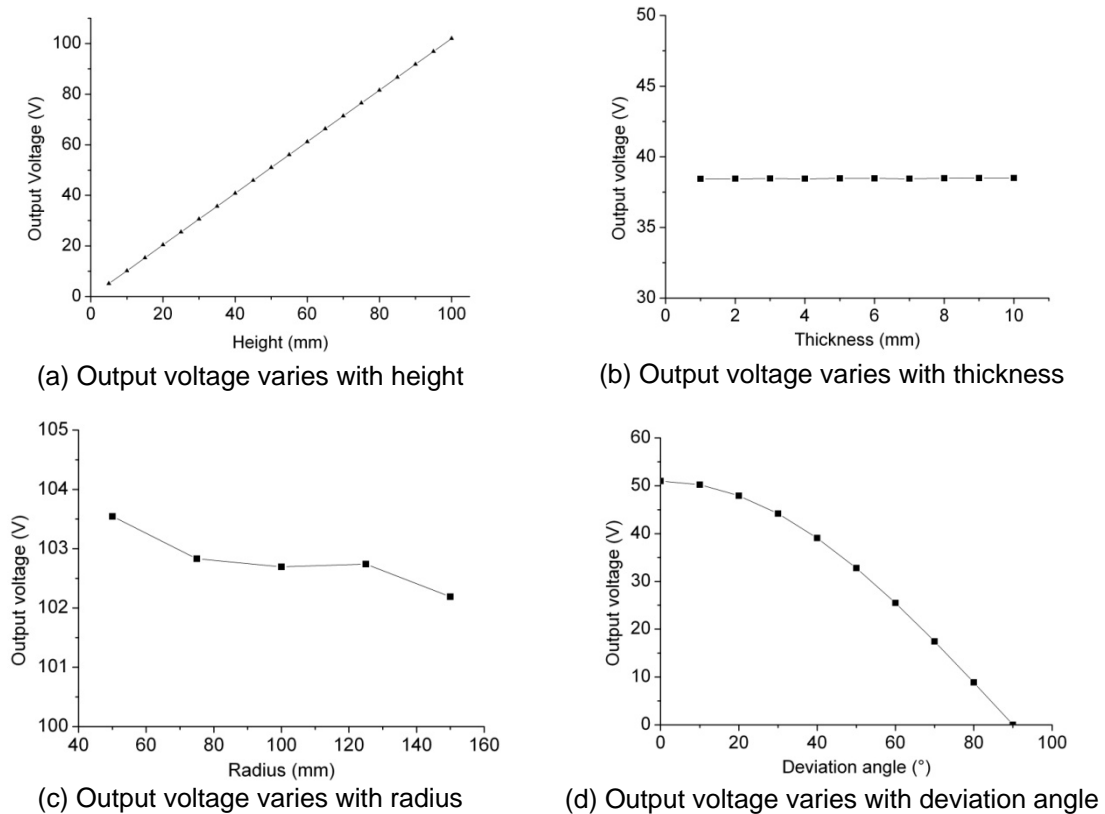 100
80
60
40
20
0
Output Voltage (V)
0 20 40 60 80 100
Height (mm)
(a) Output voltage varies with height
50
45
40
35
30
Output voltage (V)
0 2 4 6 8 10
Thickness (mm)
(b) Output voltage varies with thickness
105
104
103
102
101
100
Output voltage (V)
40 60 80 100 120 140 160
Radius (mm)
(c) Output voltage varies with radius
60
50
40
30
20
10
0
Output voltage (V)
0 20 40 60 80 100
Deviation angle (°)
(d) Output voltage varies with deviation angle